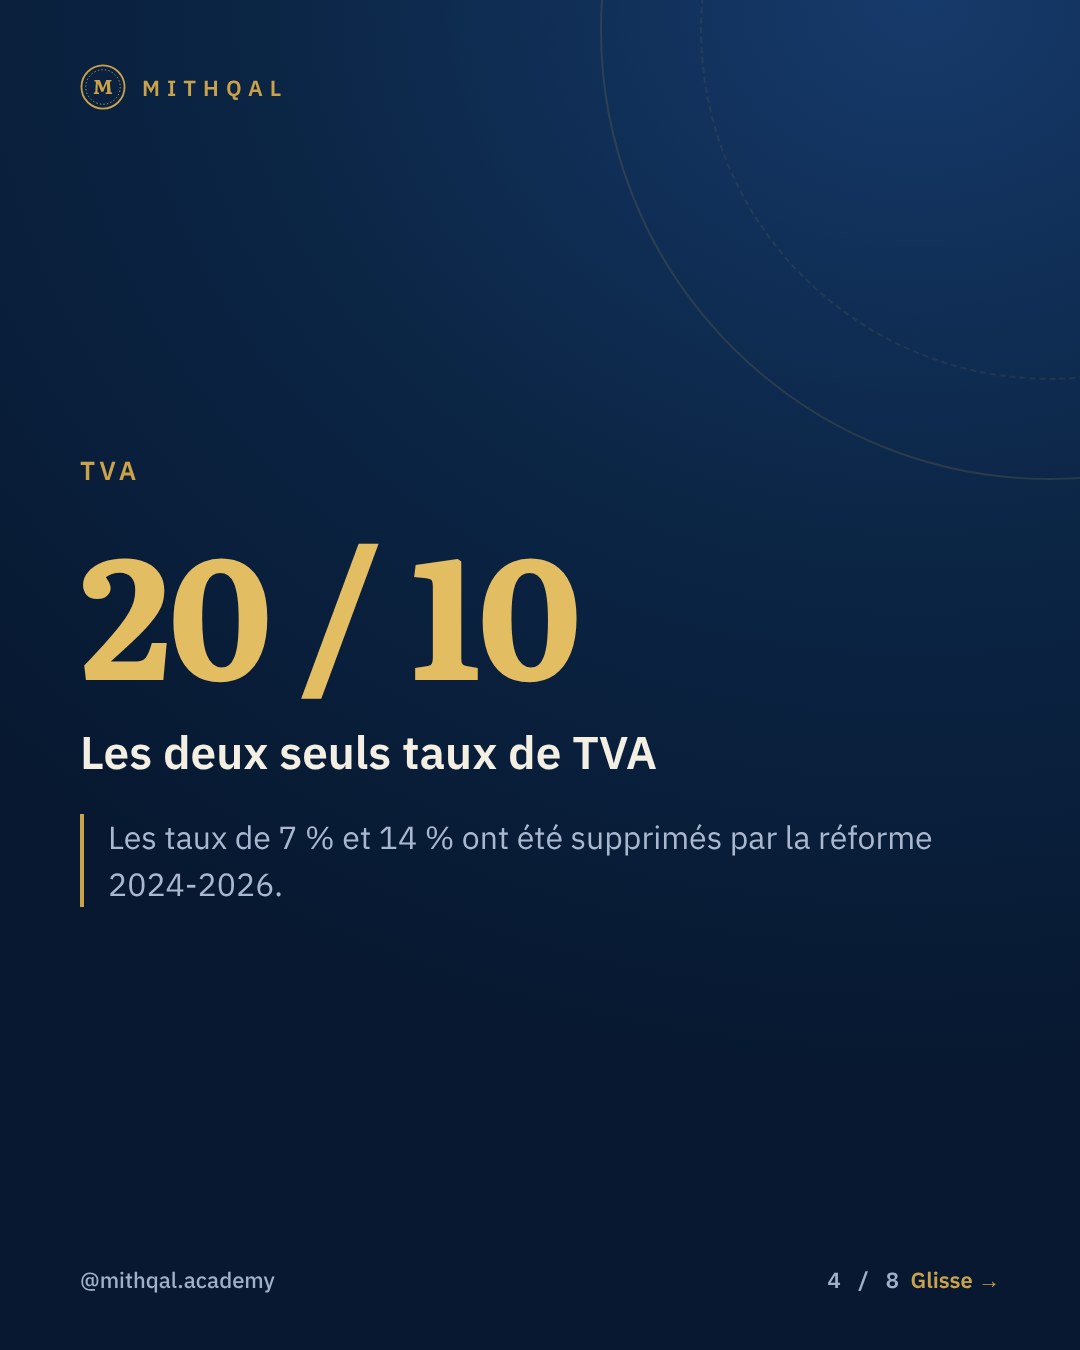 M MITHQAL
TVA
20 / 10
Les deux seuls taux de TVA
Les taux de 7 % et 14 % ont été supprimés par la réforme
2024-2026.
@mithqal.academy
4 / 8 Glisse →